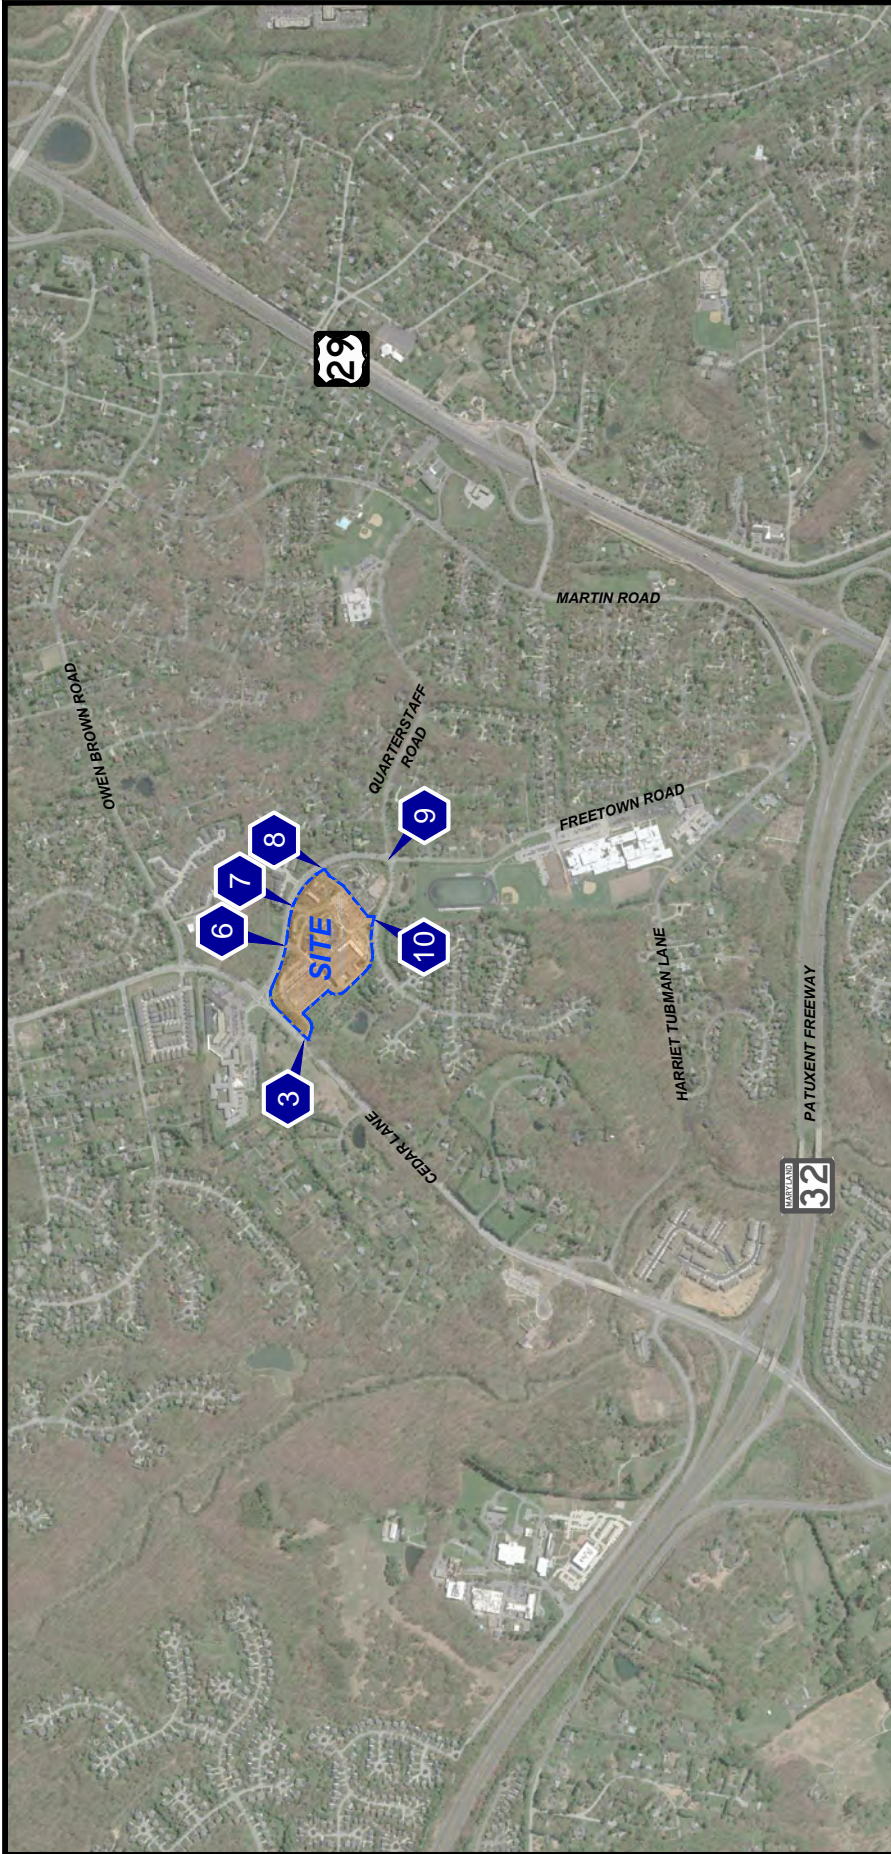 29
MARTIN ROAD
OWEN BROWN ROAD
QUARTERSTAFF
ROAD
FREETOWN ROAD
8
9
7
6
SITE
10
3
HARRIET TUBMAN LANE
PATUXENT FREEWAY
CEDAR LANE
MARYLAND
32